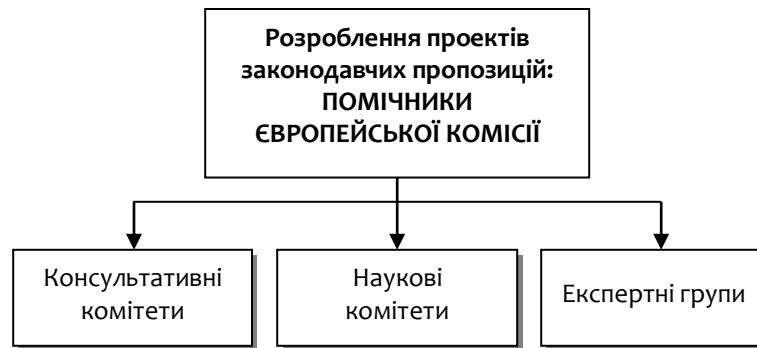 Розроблення проектів
законодавчих пропозицій:
ПОМІЧНИКИ
ЄВРОПЕЙСЬКОЇ КОМІСІЇ
Консультативні
комітети
Наукові
комітети
Експертні групи